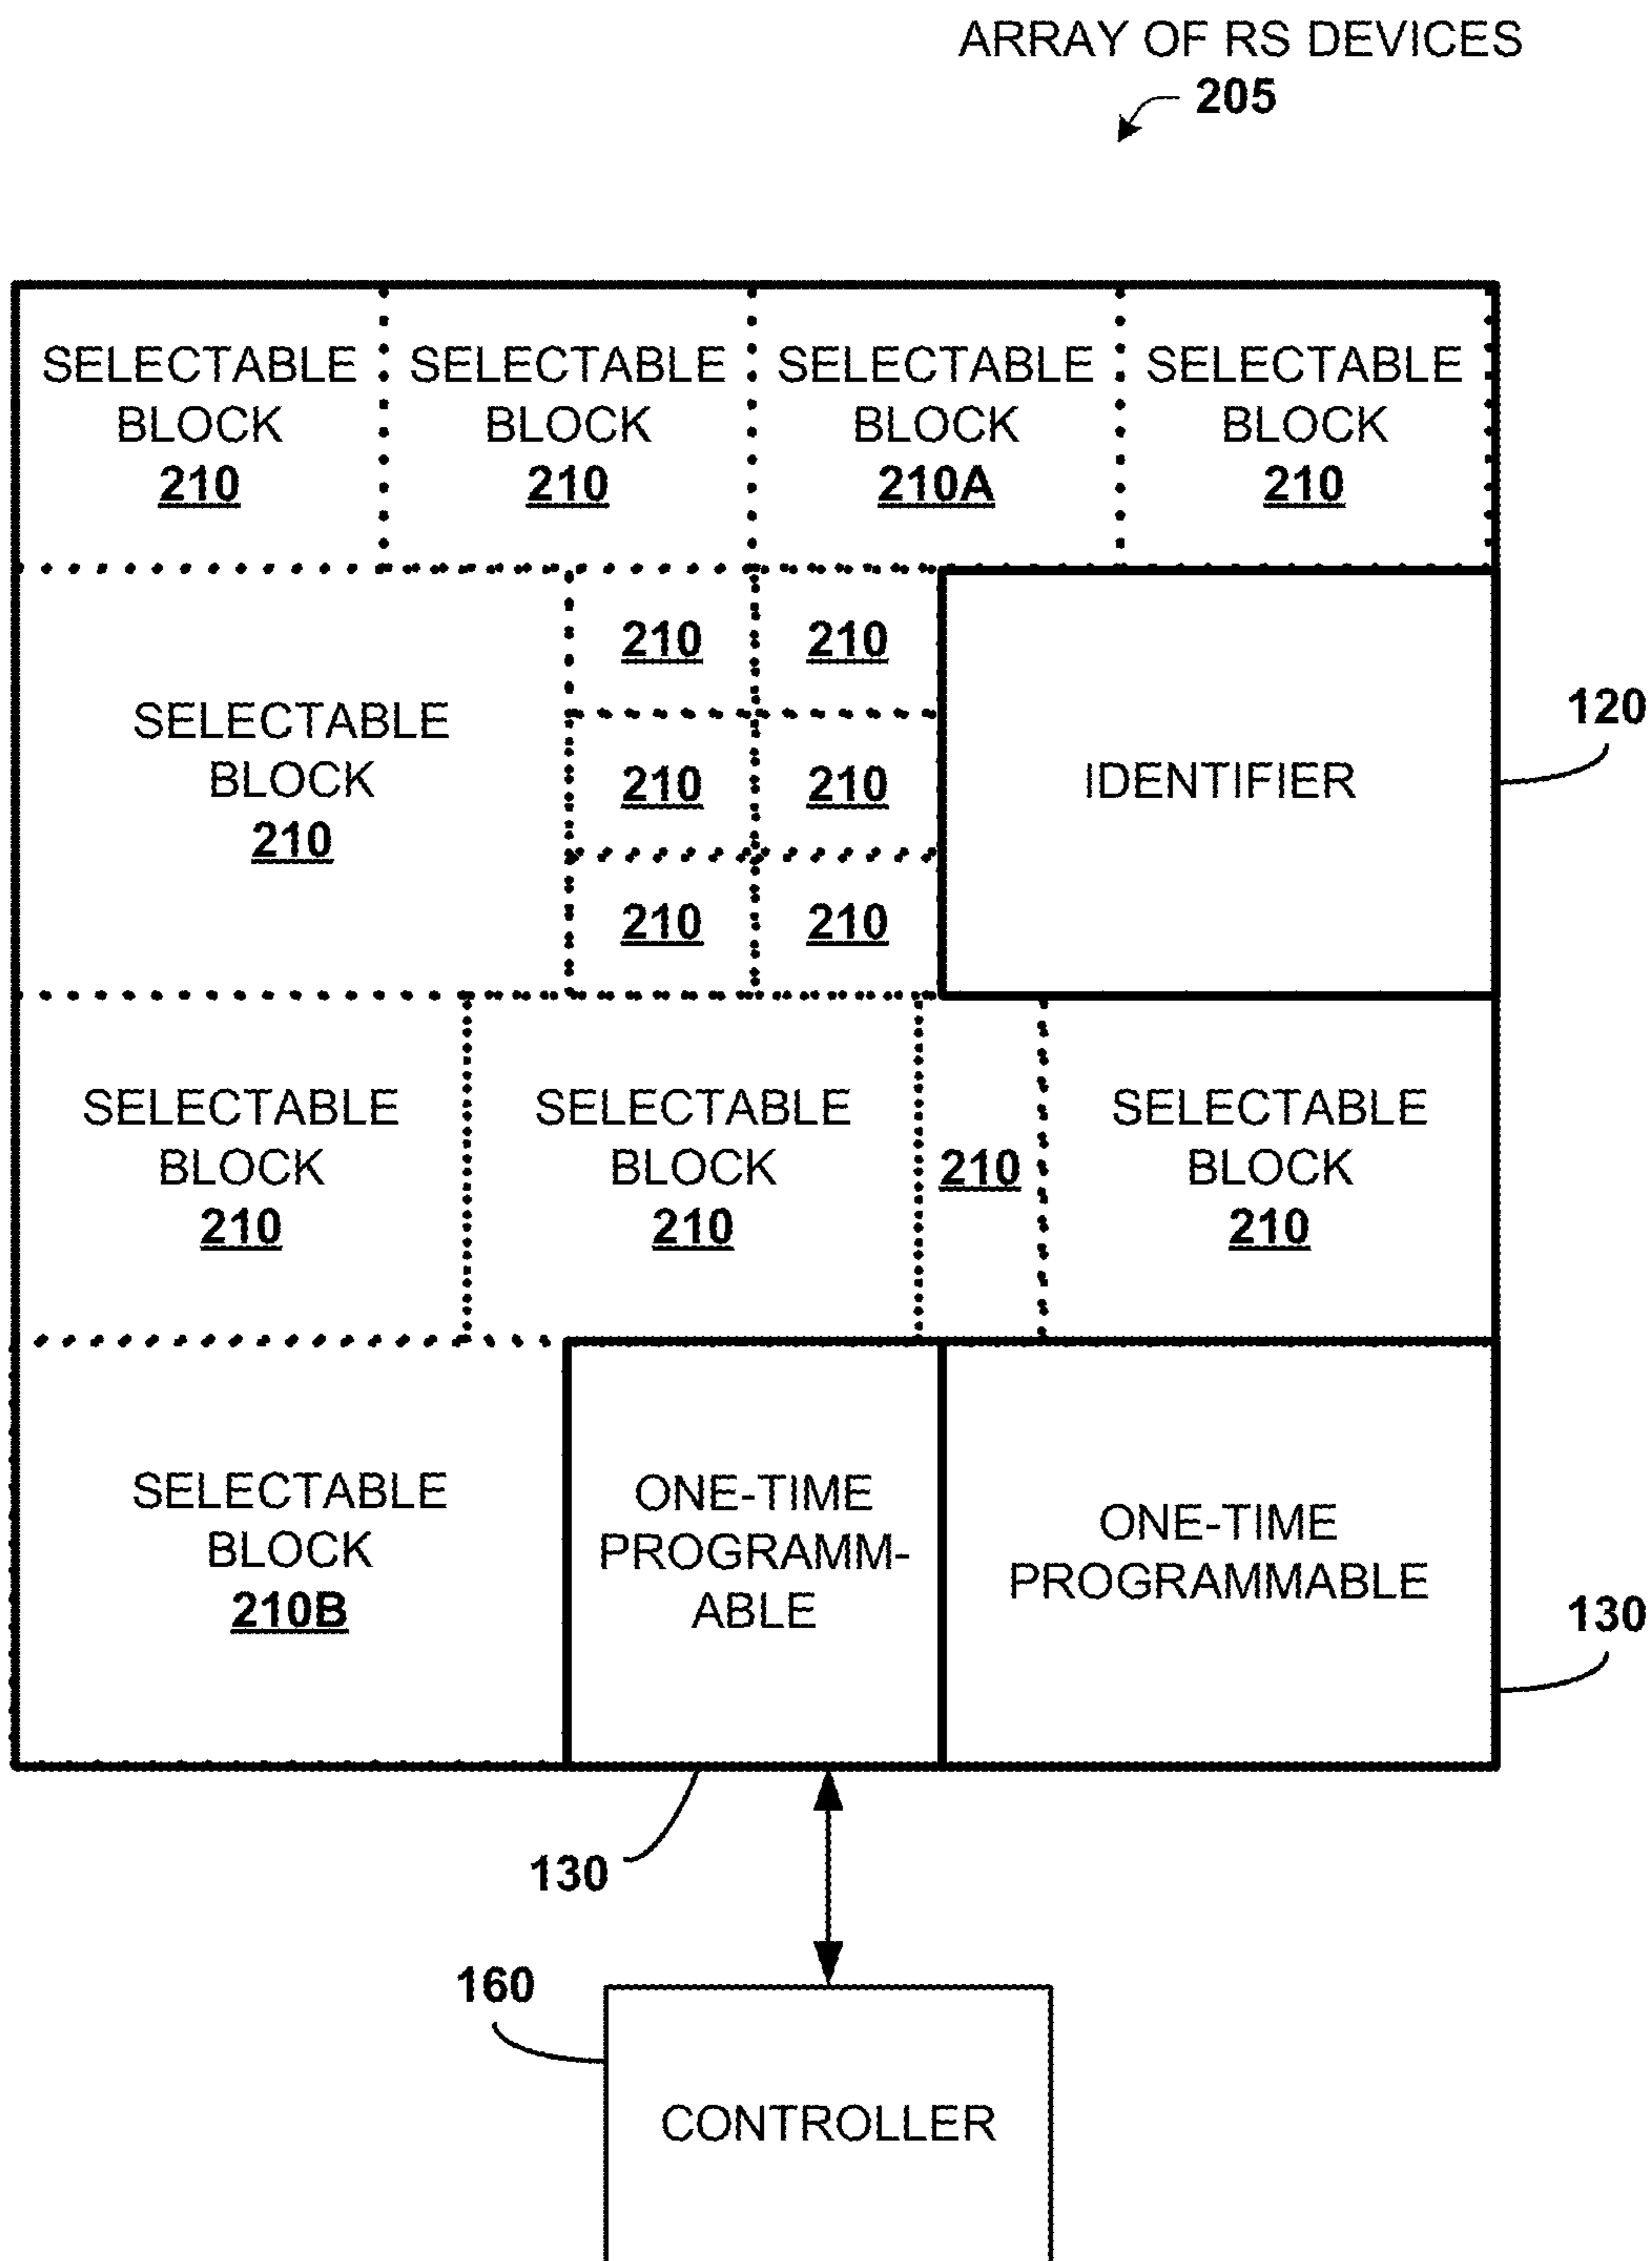 ARRAY OF RS DEVICES
205
SELECTABLE
BLOCK
210
SELECTABLE
BLOCK
210
SELECTABLE
BLOCK
210A
SELECTABLE
BLOCK
210
SELECTABLE
BLOCK
210
210
210
210
210
210
210
IDENTIFIER
120
SELECTABLE
BLOCK
210
SELECTABLE
BLOCK
210
210
SELECTABLE
BLOCK
210
SELECTABLE
BLOCK
210B
ONE-TIME
PROGRAMM-
ABLE
ONE-TIME
PROGRAMMABLE
130
130
160
CONTROLLER